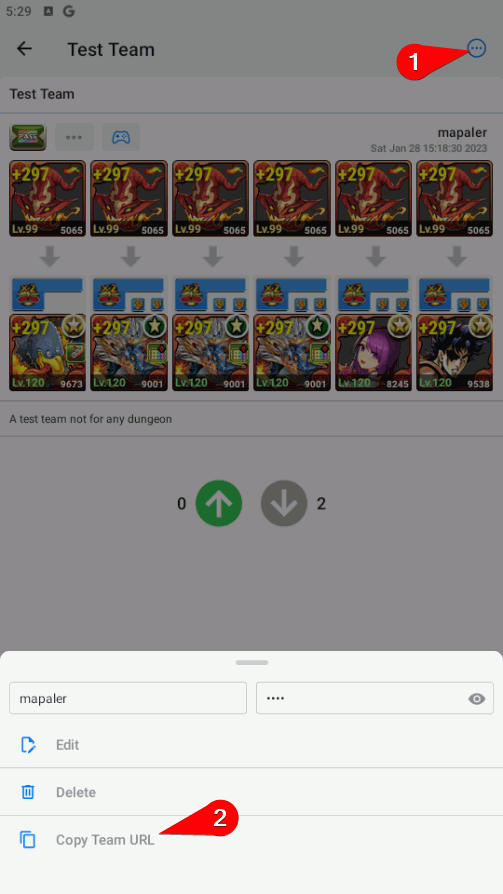 5:29 A G
Test Team
1
Test Team
mapaler
Sat Jan 28 15:18:30 2023
+297 +297 +297 +297 +297 +297
Lv.99 5065 Lv.99 5065 Lv.99 5065 Lv.99 5065 Lv.99 5065 Lv.99 5065
+297 +297 +297 +297 +297 +297
Lv.120 9673 Lv.120 9001 Lv.120 9001 Lv.120 9001 Lv.120 8245 Lv.120 9538
A test team not for any dungeon
0 2
mapaler ····
Edit
Delete
Copy Team URL 2